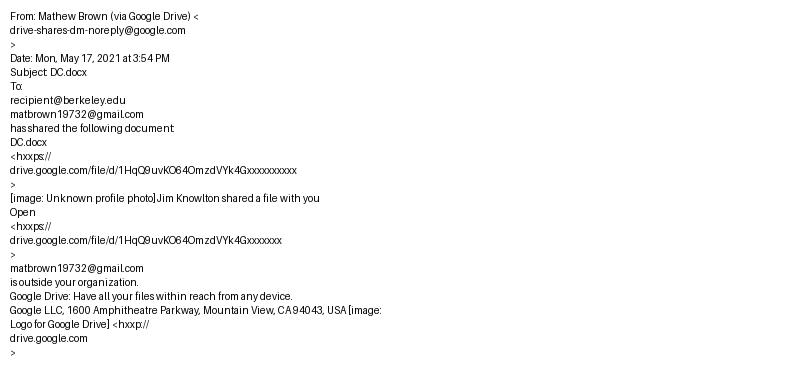 From: Mathew Brown (via Google Drive) <
drive-shares-dm-noreply@google.com
>
Date: Mon, May 17, 2021 at 3:54 PM
Subject: DC.docx
To:
recipient@berkeley.edu
matbrown19732@gmail.com
has shared the following document:
DC.docx
<hxxps://
drive.google.com/file/d/1HqQ9uvKO64OmzdVYk4Gxxxxxxxxxx
>
[image: Unknown profile photo]Jim Knowlton shared a file with you
Open
<hxxps://
drive.google.com/file/d/1HqQ9uvKO64OmzdVYk4Gxxxxxxx
>
matbrown19732@gmail.com
is outside your organization.
Google Drive: Have all your files within reach from any device.
Google LLC, 1600 Amphitheatre Parkway, Mountain View, CA 94043, USA [image:
Logo for Google Drive] <hxxp://
drive.google.com
>